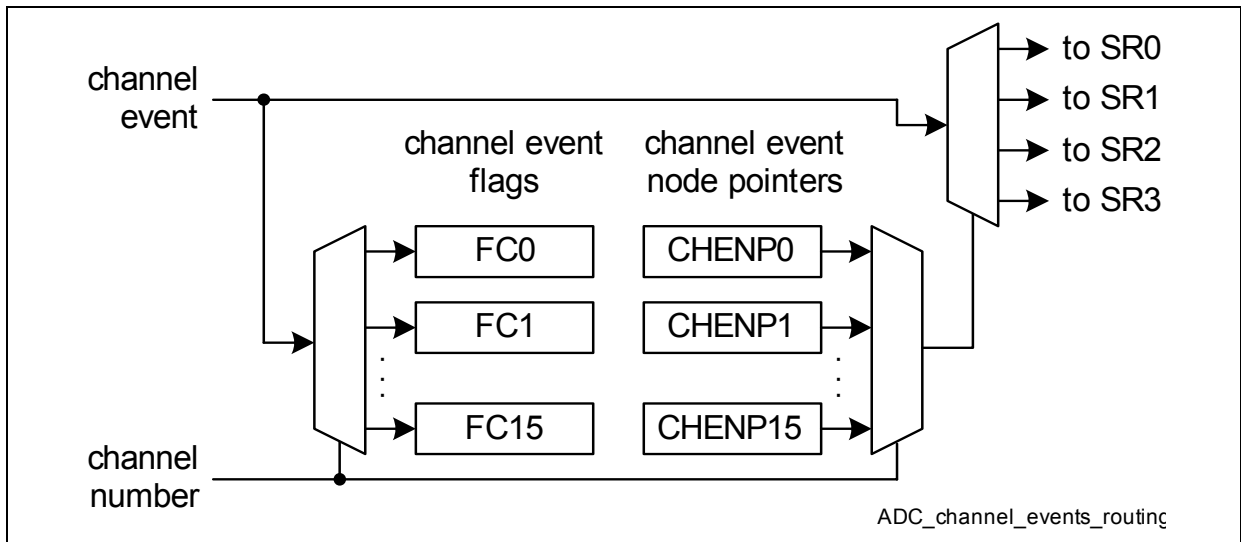 channel
event
channel event
flags
channel event
node pointers
to SR0
to SR1
to SR2
to SR3
FC0
CHENP0
FC1
CHENP1
FC15
CHENP15
channel
number
ADC_channel_events_routing